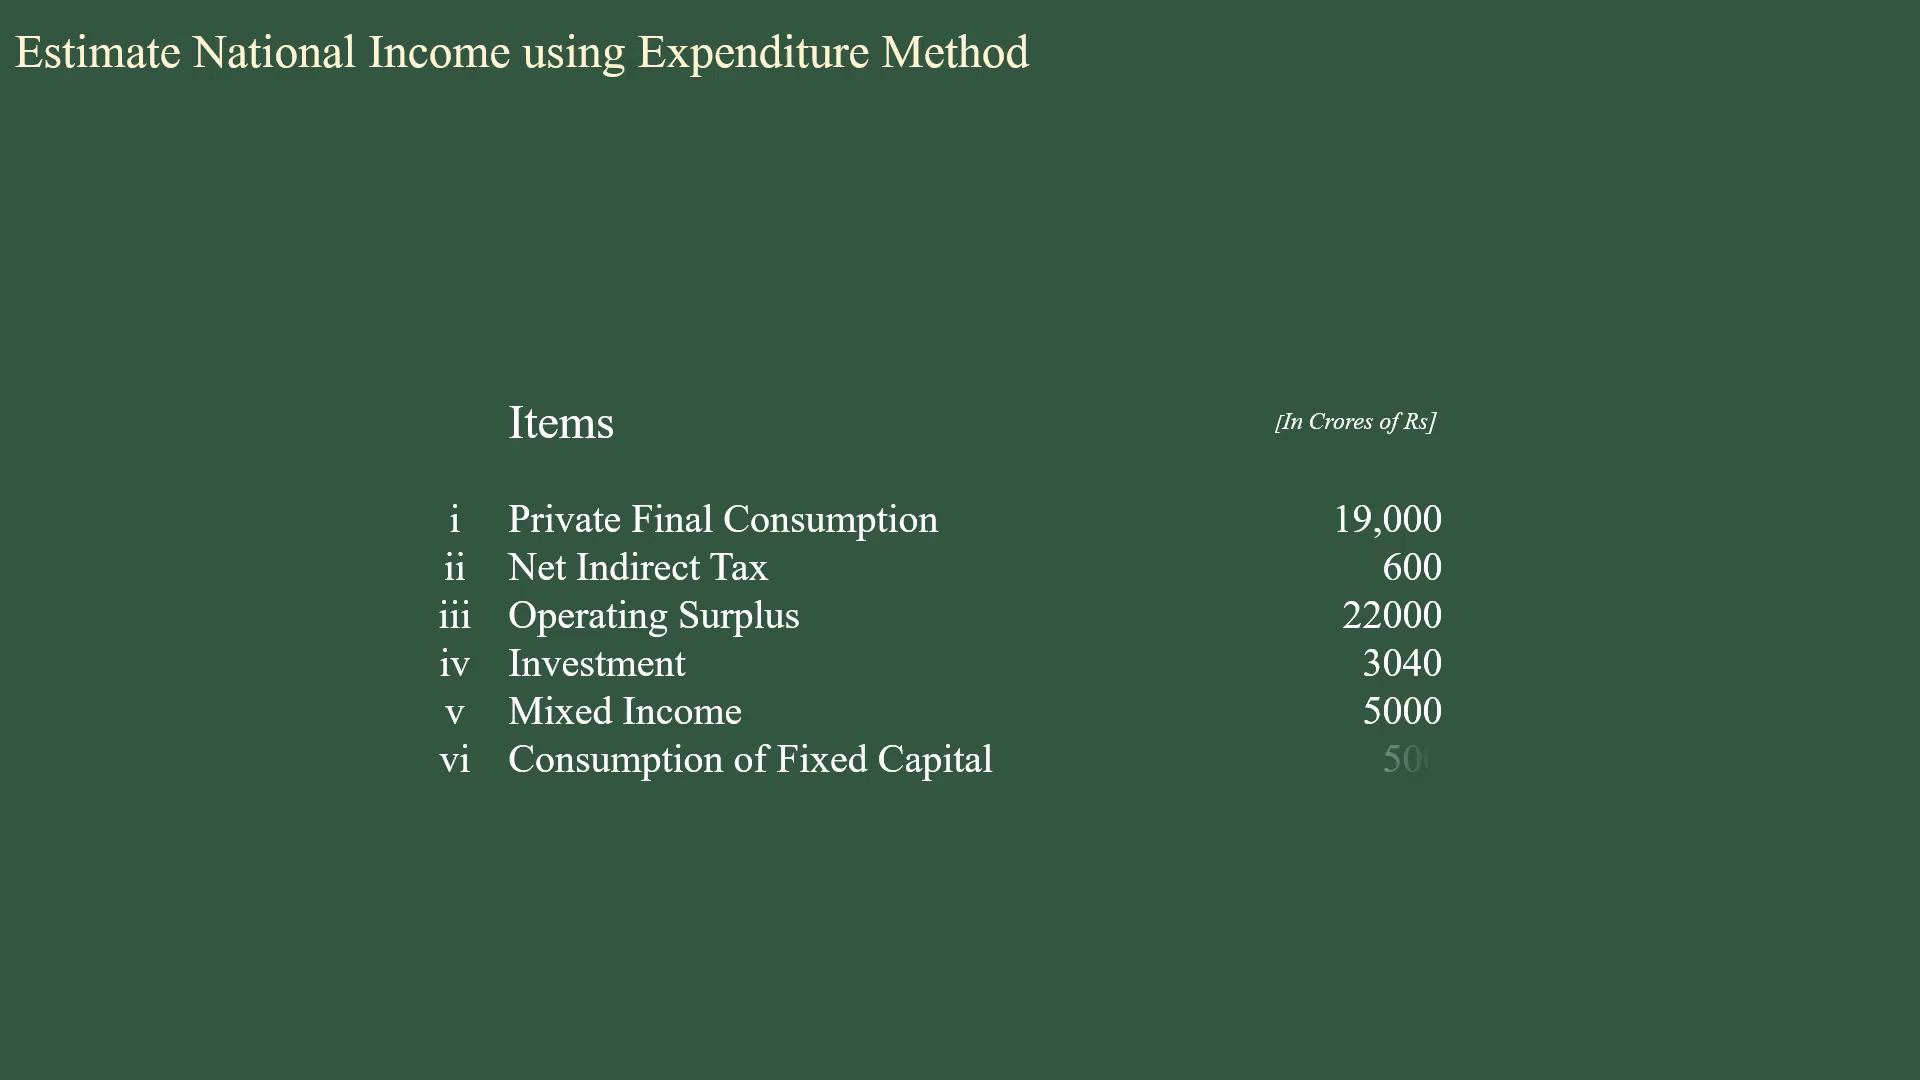 Estimate National Income using Expenditure Method
Items [In Crores of Rs]
i Private Final Consumption 19,000
ii Net Indirect Tax 600
iii Operating Surplus 22000
iv Investment 3040
v Mixed Income 5000
vi Consumption of Fixed Capital